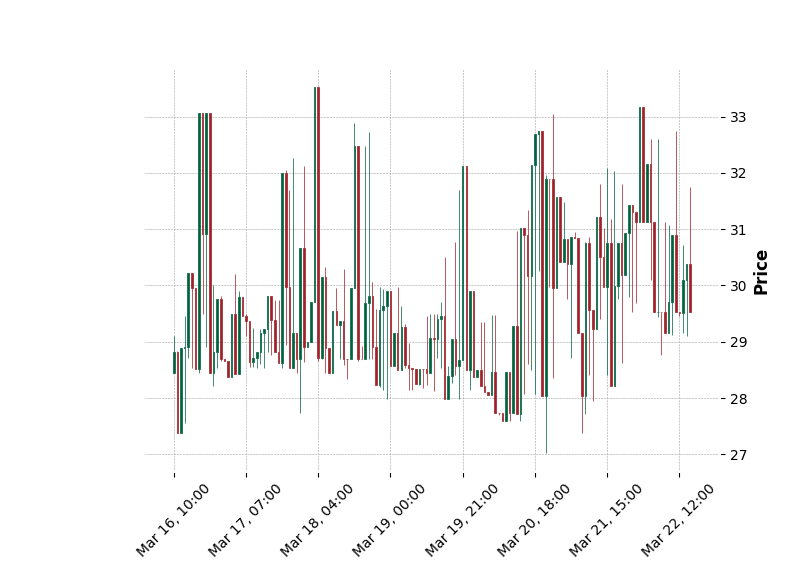 33
32
31
30
29
28
27
Price
Mar 16, 10:00
Mar 17, 07:00
Mar 18, 04:00
Mar 19, 00:00
Mar 19, 21:00
Mar 20, 18:00
Mar 21, 15:00
Mar 22, 12:00